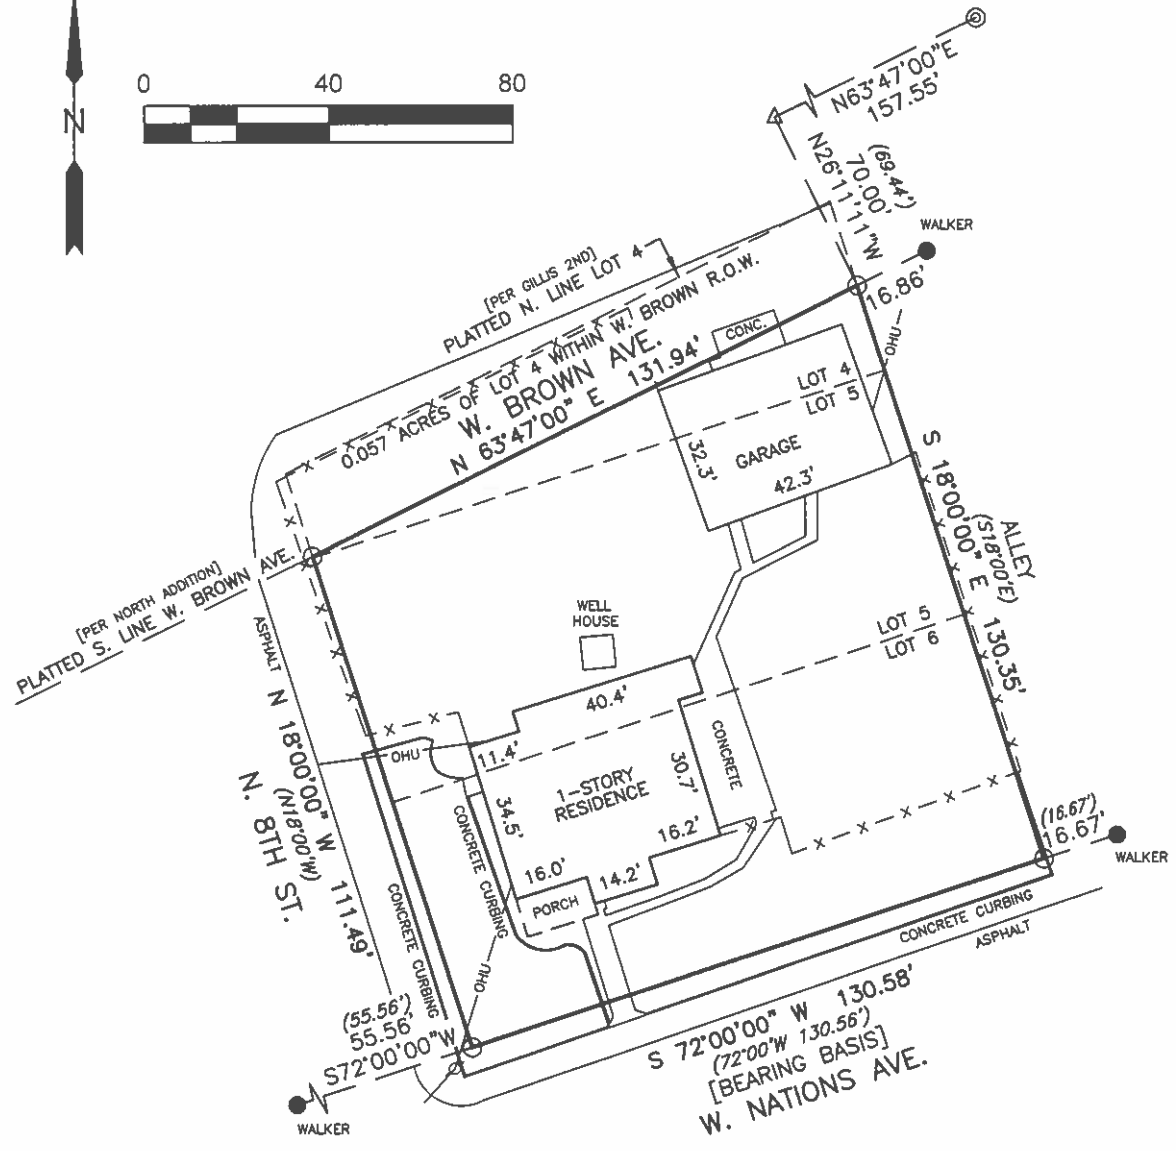 0 40 80
N
N63°47'00"E
157.55'
(69.44')
70.00'
N26°11'11"W
WALKER
16.86'
[PER GILLIS 2ND]
PLATTED N. LINE LOT 4
0.057 ACRES OF LOT 4 WITHIN W. BROWN R.O.W.
W. BROWN AVE.
N 63°47'00" E 131.94'
CONC.
OHU
LOT 4
LOT 5
GARAGE
32.3'
42.3'
S 18°00'00" E 130.35'
(S18°00'E)
ALLEY
[PER NORTH ADDITION]
PLATTED S. LINE W. BROWN AVE.
ASPHALT
WELL
HOUSE
LOT 5
LOT 6
40.4'
11.4'
OHU
1-STORY
RESIDENCE
30.7'
34.5'
CONCRETE
16.2'
16.0'
14.2'
PORCH
N 18°00'00" W 111.49'
(N18°00'W)
N. 8TH ST.
CONCRETE CURBING
CONCRETE CURBING
OHU
(16.67')
16.67'
WALKER
CONCRETE CURBING
ASPHALT
(55.56')
55.56'
S72°00'00"W
WALKER
S 72°00'00" W 130.58'
(72°00'W 130.56')
[BEARING BASIS]
W. NATIONS AVE.